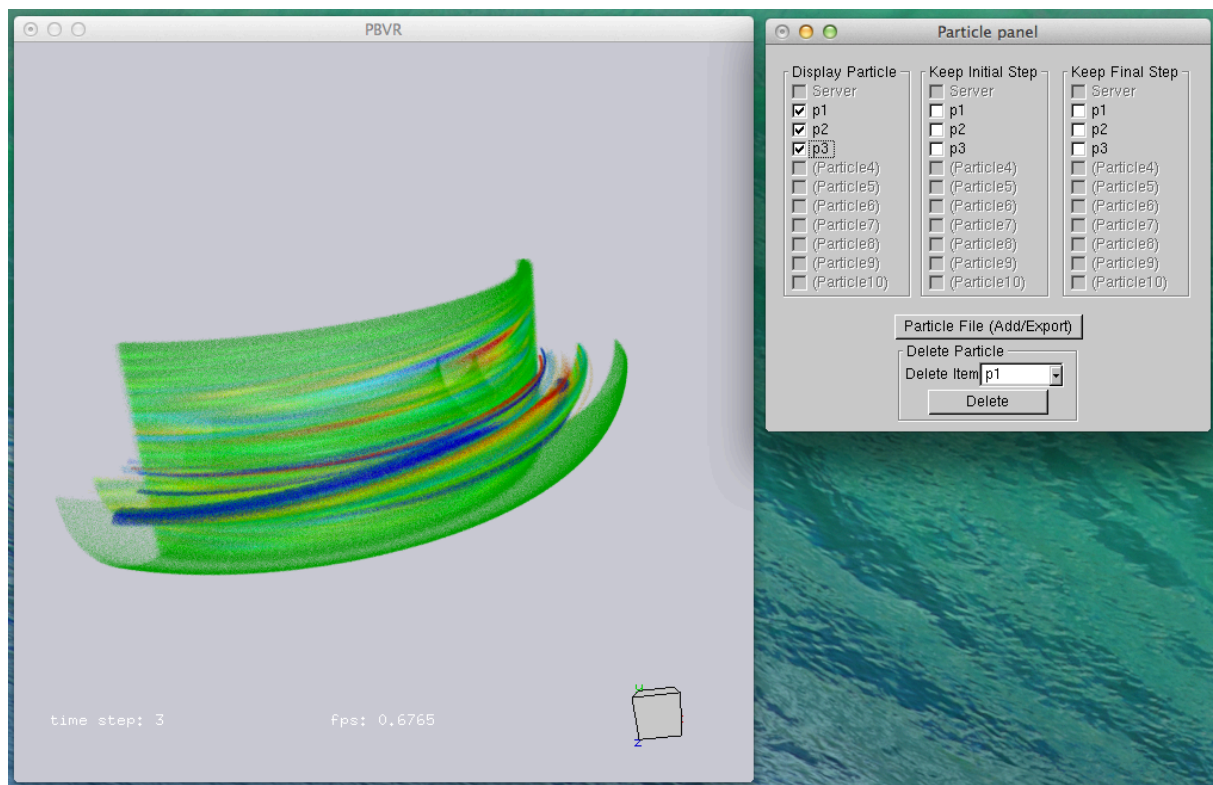 PBVR
time step: 3
fps: 0.6765
y
z
Particle panel
Display Particle
Server
p1
p2
p3
(Particle4)
(Particle5)
(Particle6)
(Particle7)
(Particle8)
(Particle9)
(Particle10)
Keep Initial Step
Server
p1
p2
p3
(Particle4)
(Particle5)
(Particle6)
(Particle7)
(Particle8)
(Particle9)
(Particle10)
Keep Final Step
Server
p1
p2
p3
(Particle4)
(Particle5)
(Particle6)
(Particle7)
(Particle8)
(Particle9)
(Particle10)
Particle File (Add/Export)
Delete Particle
Delete Item p1
Delete